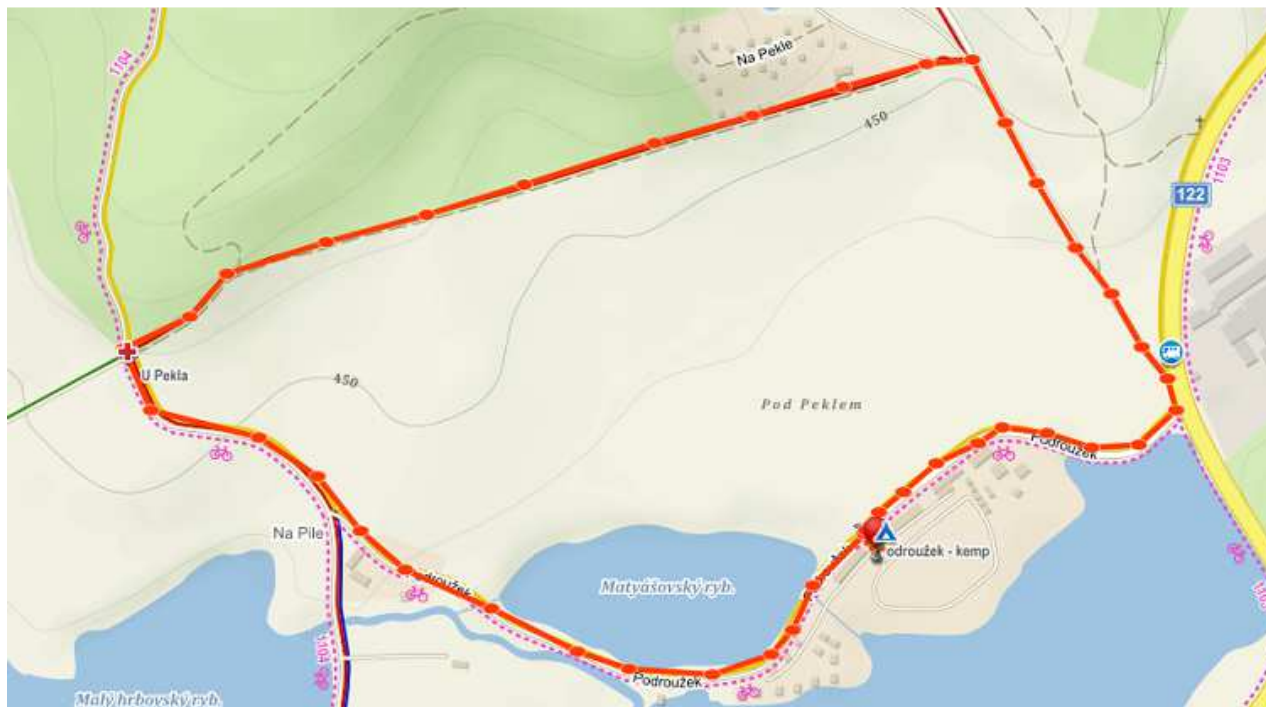 1104
Na Pekle
450
1103
122
U Pekla
450
Pod Peklem
Podroužek
Na Pile
odroužek - kemp
Matyášovský ryb.
1104
Podroužek
Malý hrbovský ryb.